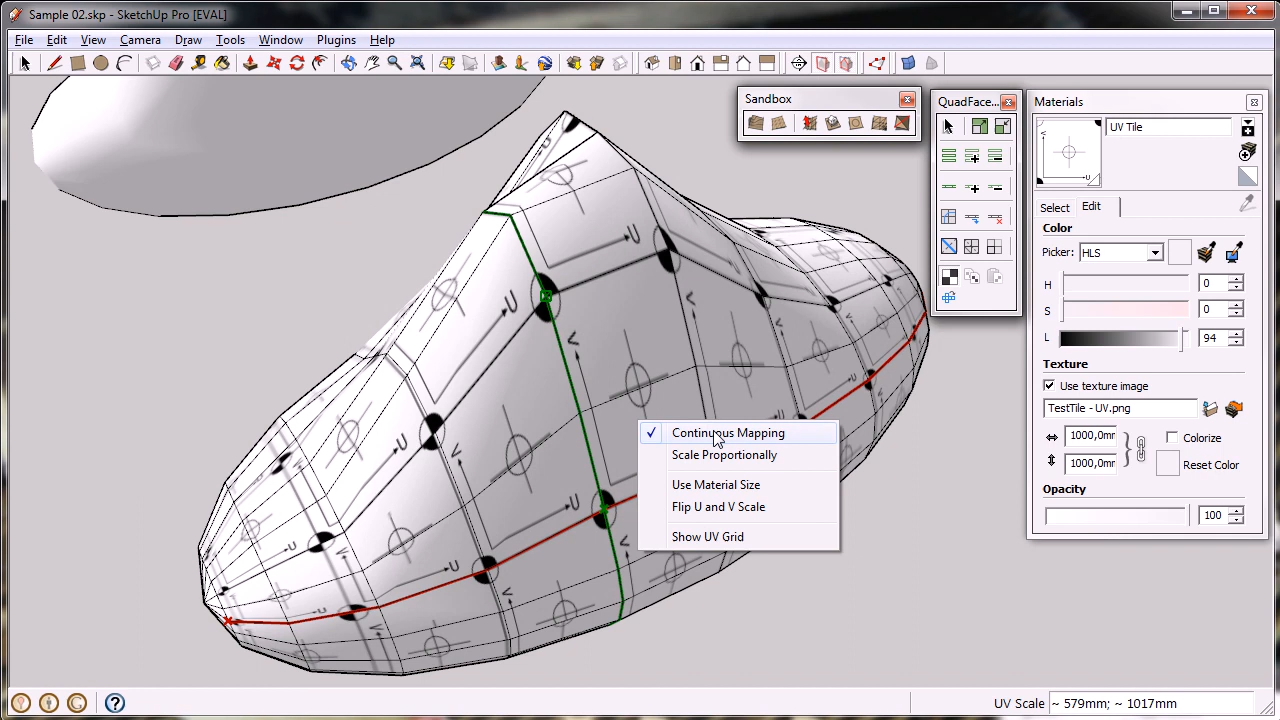 Sample 02.skp - SketchUp Pro [EVAL]
File Edit View Camera Draw Tools Window Plugins Help
Sandbox
QuadFace...
Materials
UV Tile
Select Edit
Color
Picker: HLS
H 0
S 0
L 94
Texture
Use texture image
TestTile - UV.png
1000,0mr
Colorize
1000,0mr
Reset Color
Opacity
100
Continuous Mapping
Scale Proportionally
Use Material Size
Flip U and V Scale
Show UV Grid
U
U
V
V
U
U
V
V
U
V
U
V
V
UV Scale ~ 579mm; ~ 1017mm